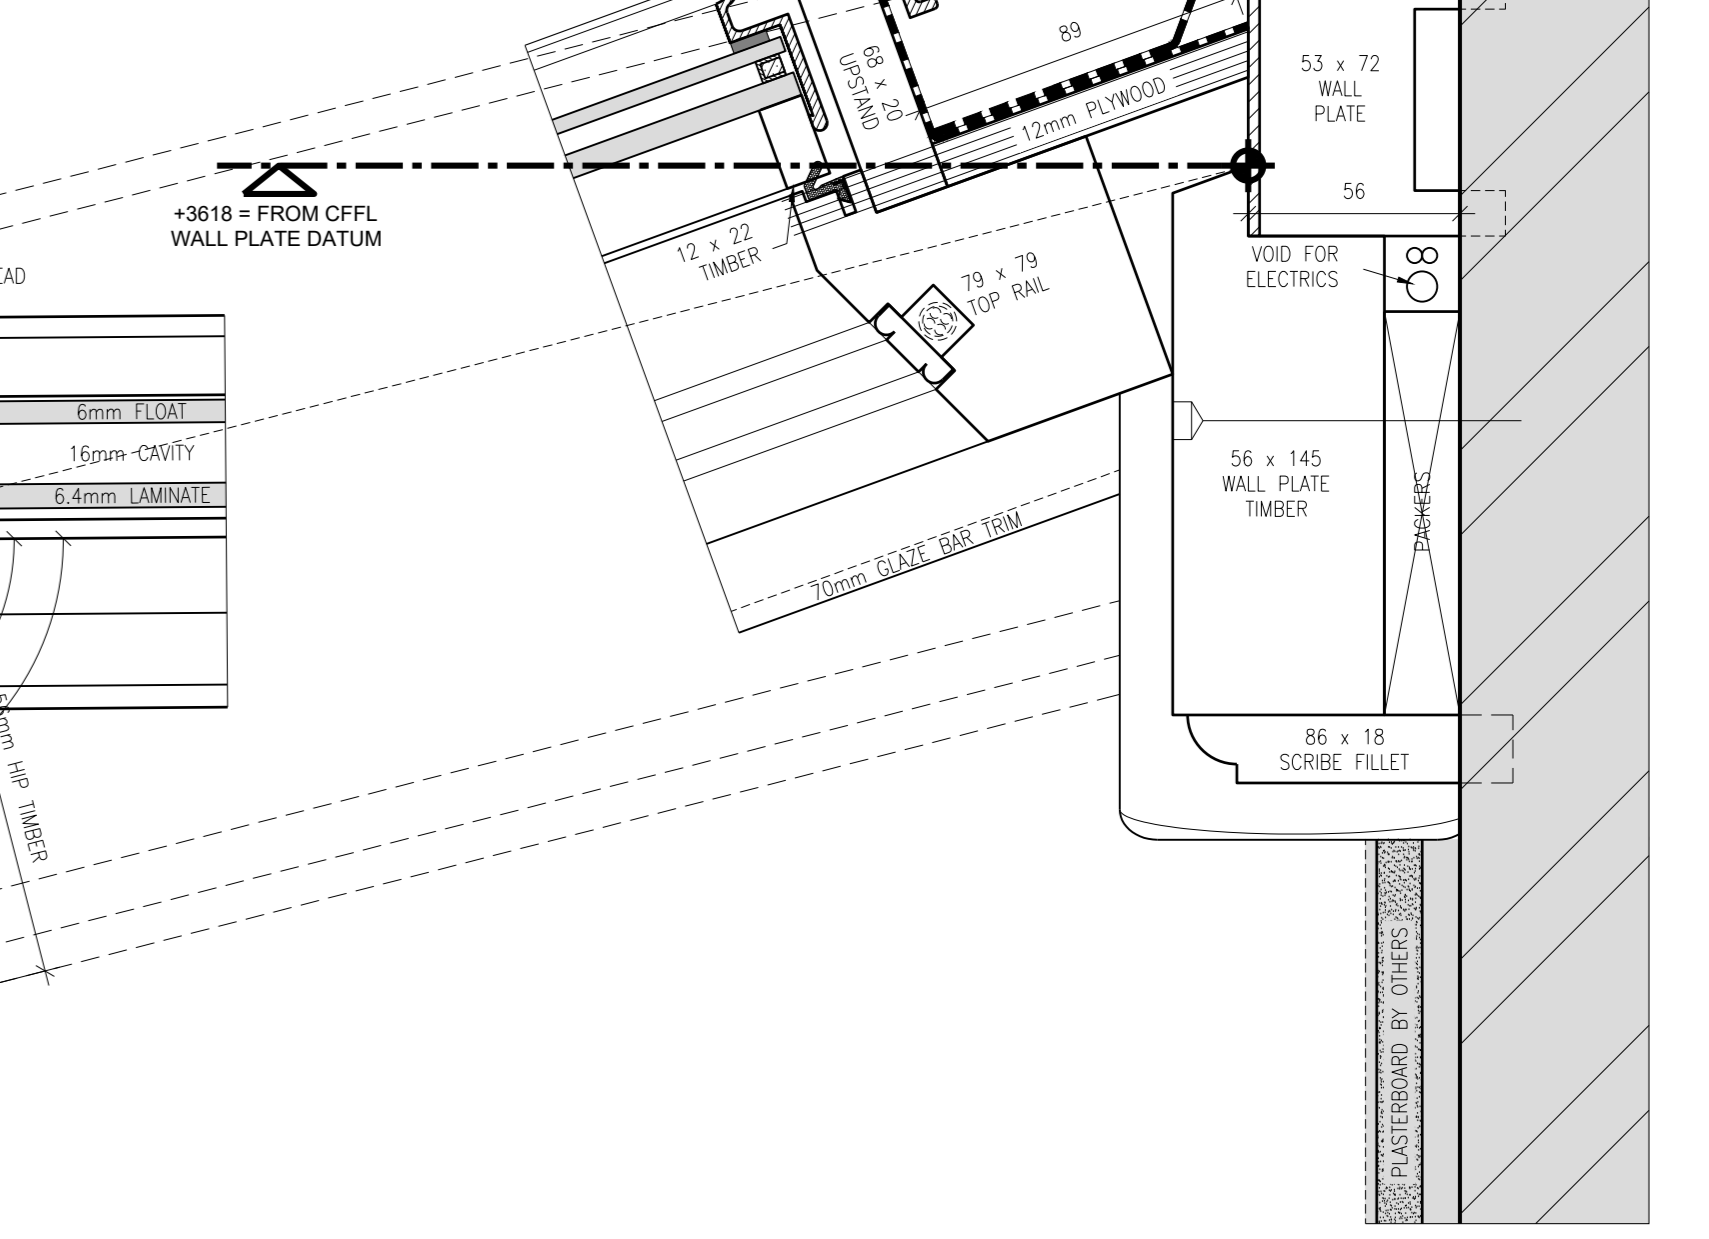 89
68 x 20
UPSTAND
12mm PLYWOOD
53 x 72
WALL
PLATE
56
+3618 = FROM CFFL
WALL PLATE DATUM
12 x 22
TIMBER
79 x 79
TOP RAIL
VOID FOR
ELECTRICS
EAD
6mm FLOAT
16mm CAVITY
6.4mm LAMINATE
56 x 145
WALL PLATE
TIMBER
PACKERS
70mm GLAZE BAR TRIM
mm HIP TIMBER
86 x 18
SCRIBE FILLET
PLASTERBOARD BY OTHERS